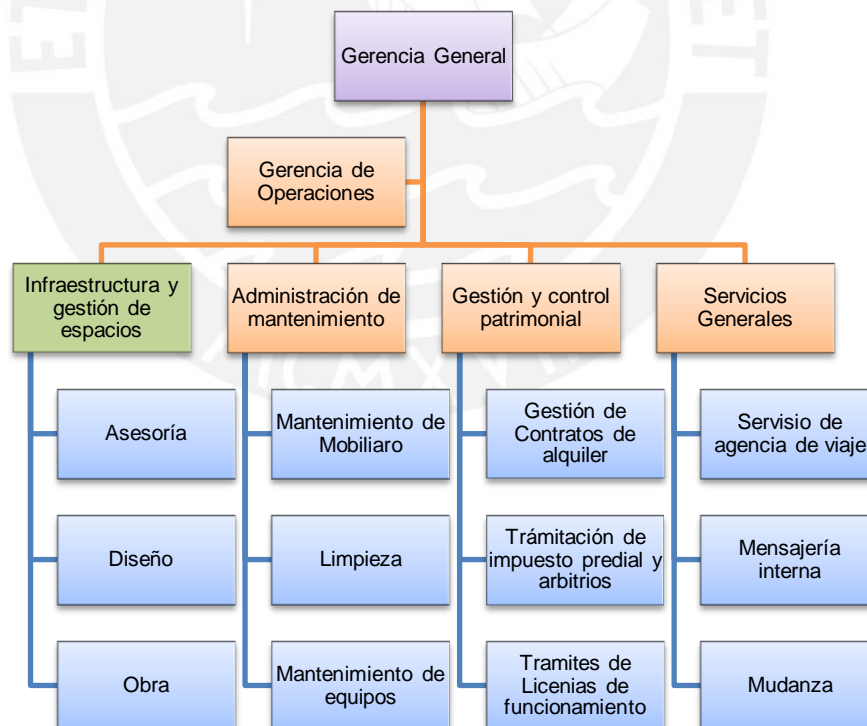 Gerencia General
Gerencia de
Operaciones
Infraestructura y
gestión de
espacios
Administración de
mantenimiento
Gestión y control
patrimonial
Servicios
Generales
Asesoría
Mantenimiento de
Mobiliaro
Gestión de
Contratos de
alquiler
Servisio de
agencia de viaje
Diseño
Limpieza
Trámitación de
impuesto predial y
arbitrios
Mensajería
interna
Obra
Mantenimiento de
equipos
Tramites de
Licenias de
funcionamiento
Mudanza